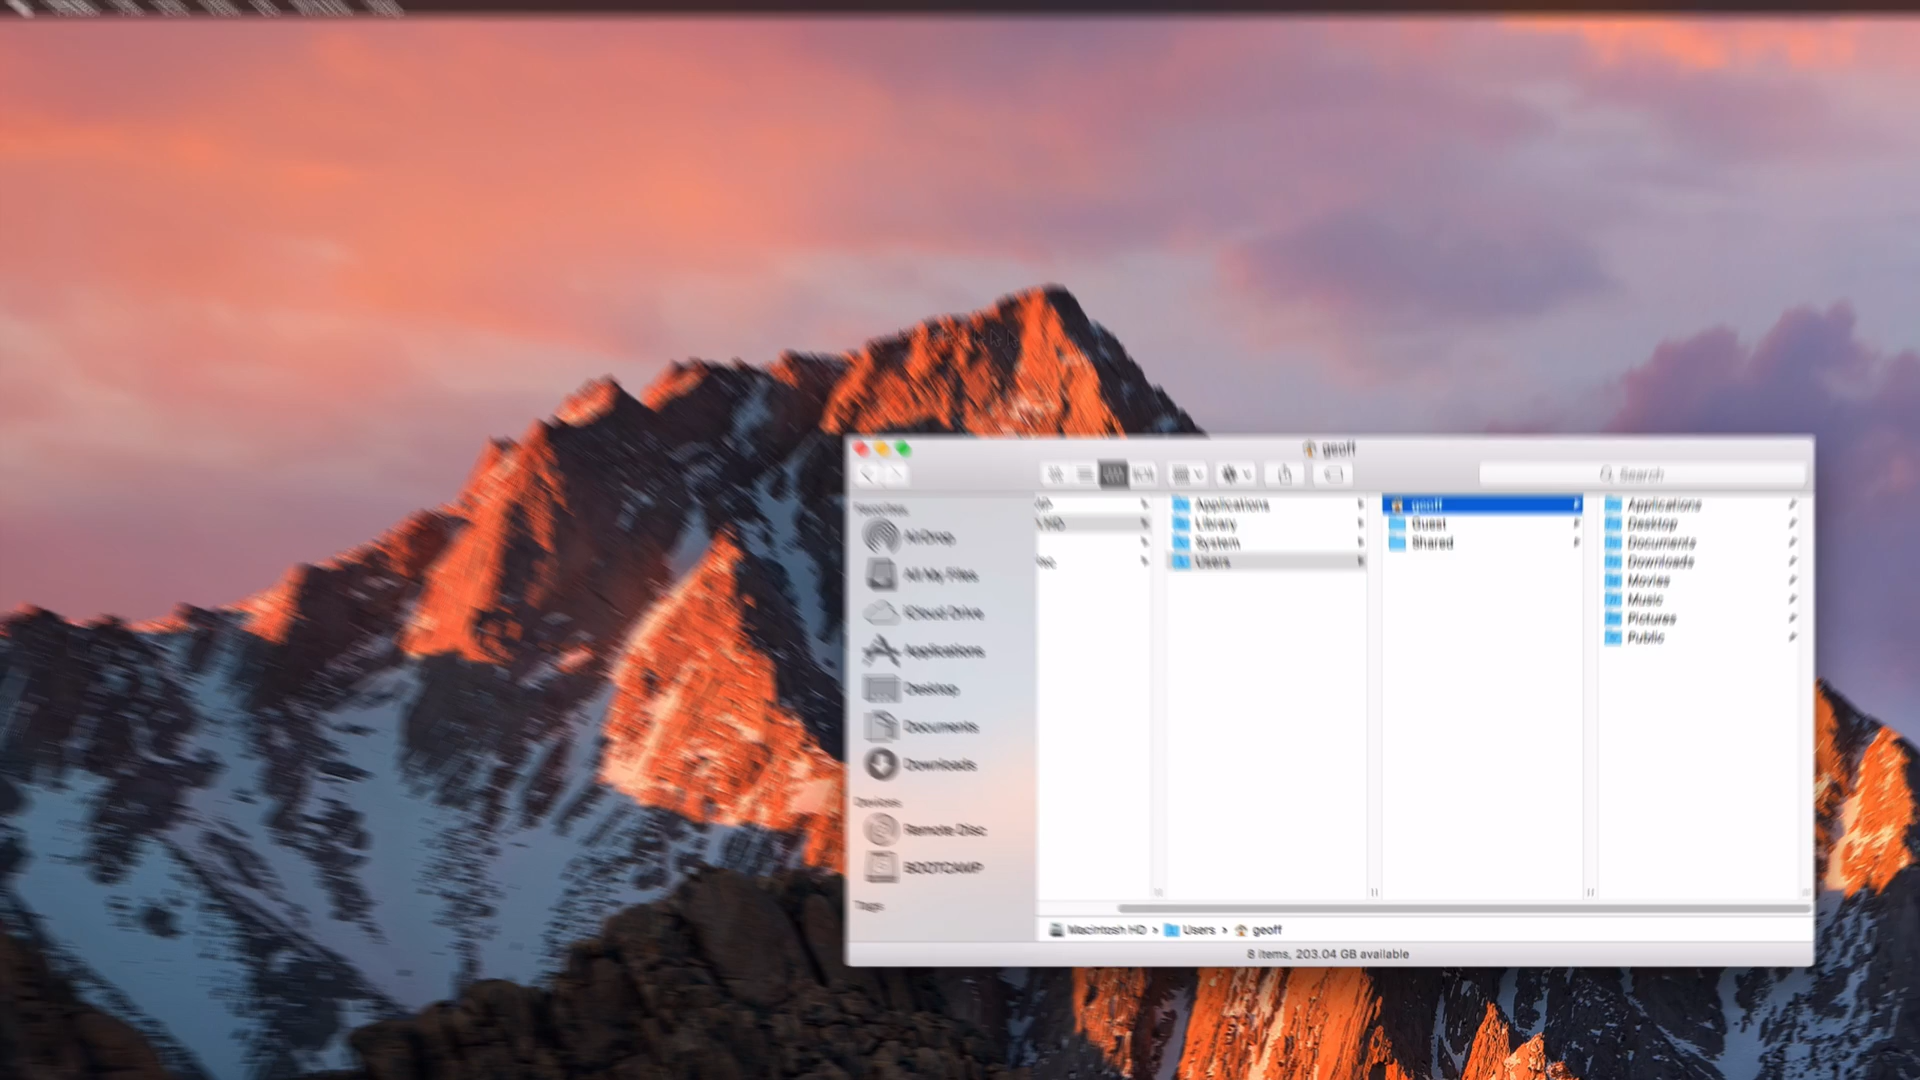 geoff
Search
Favorites
AirDrop
All My Files
iCloud Drive
Applications
Desktop
Documents
Downloads
Devices
Remote Disc
BOOTCAMP
Tags
Applications
Library
System
Users
geoff
Guest
Shared
Applications
Desktop
Documents
Downloads
Movies
Music
Pictures
Public
Macintosh HD > Users > geoff
8 items, 203.04 GB available